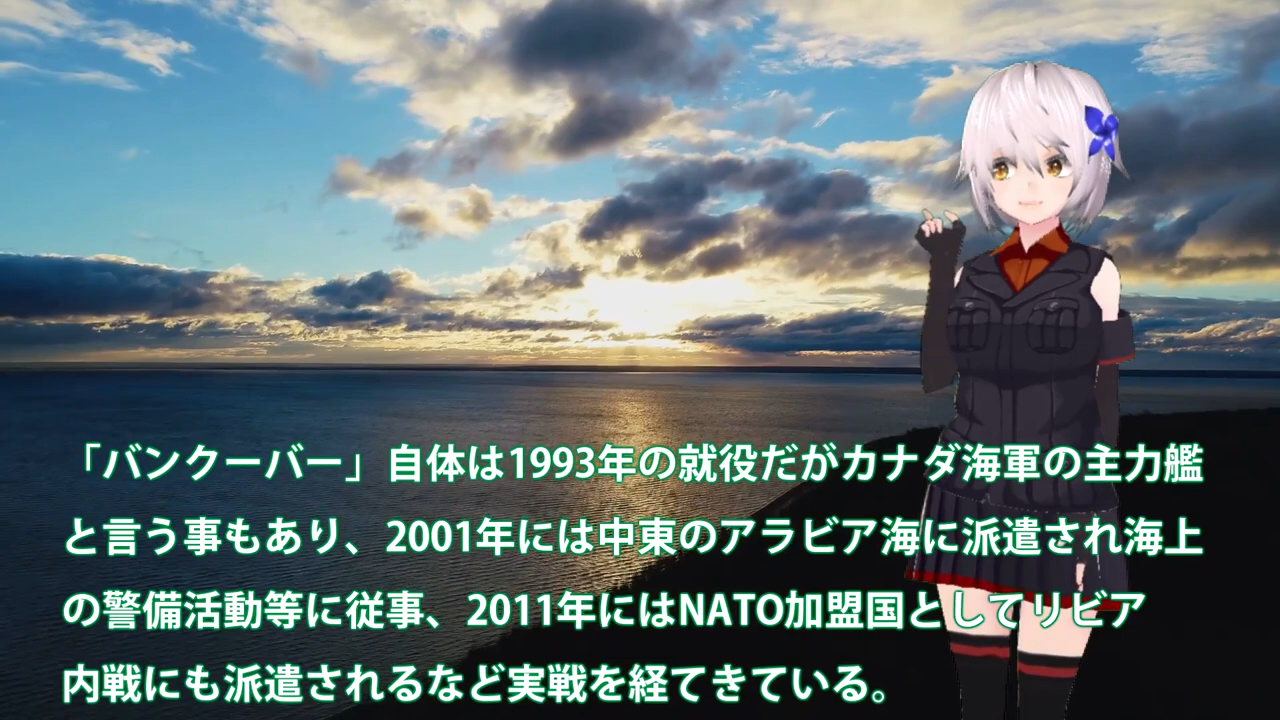 「バンクーバー」自体は1993年の就役だがカナダ海軍の主力艦
と言う事もあり、2001年には中東のアラビア海に派遣され海上
の警備活動等に従事、2011年にはNATO加盟国としてリビア
内戦にも派遣されるなど実戦を経てきている。